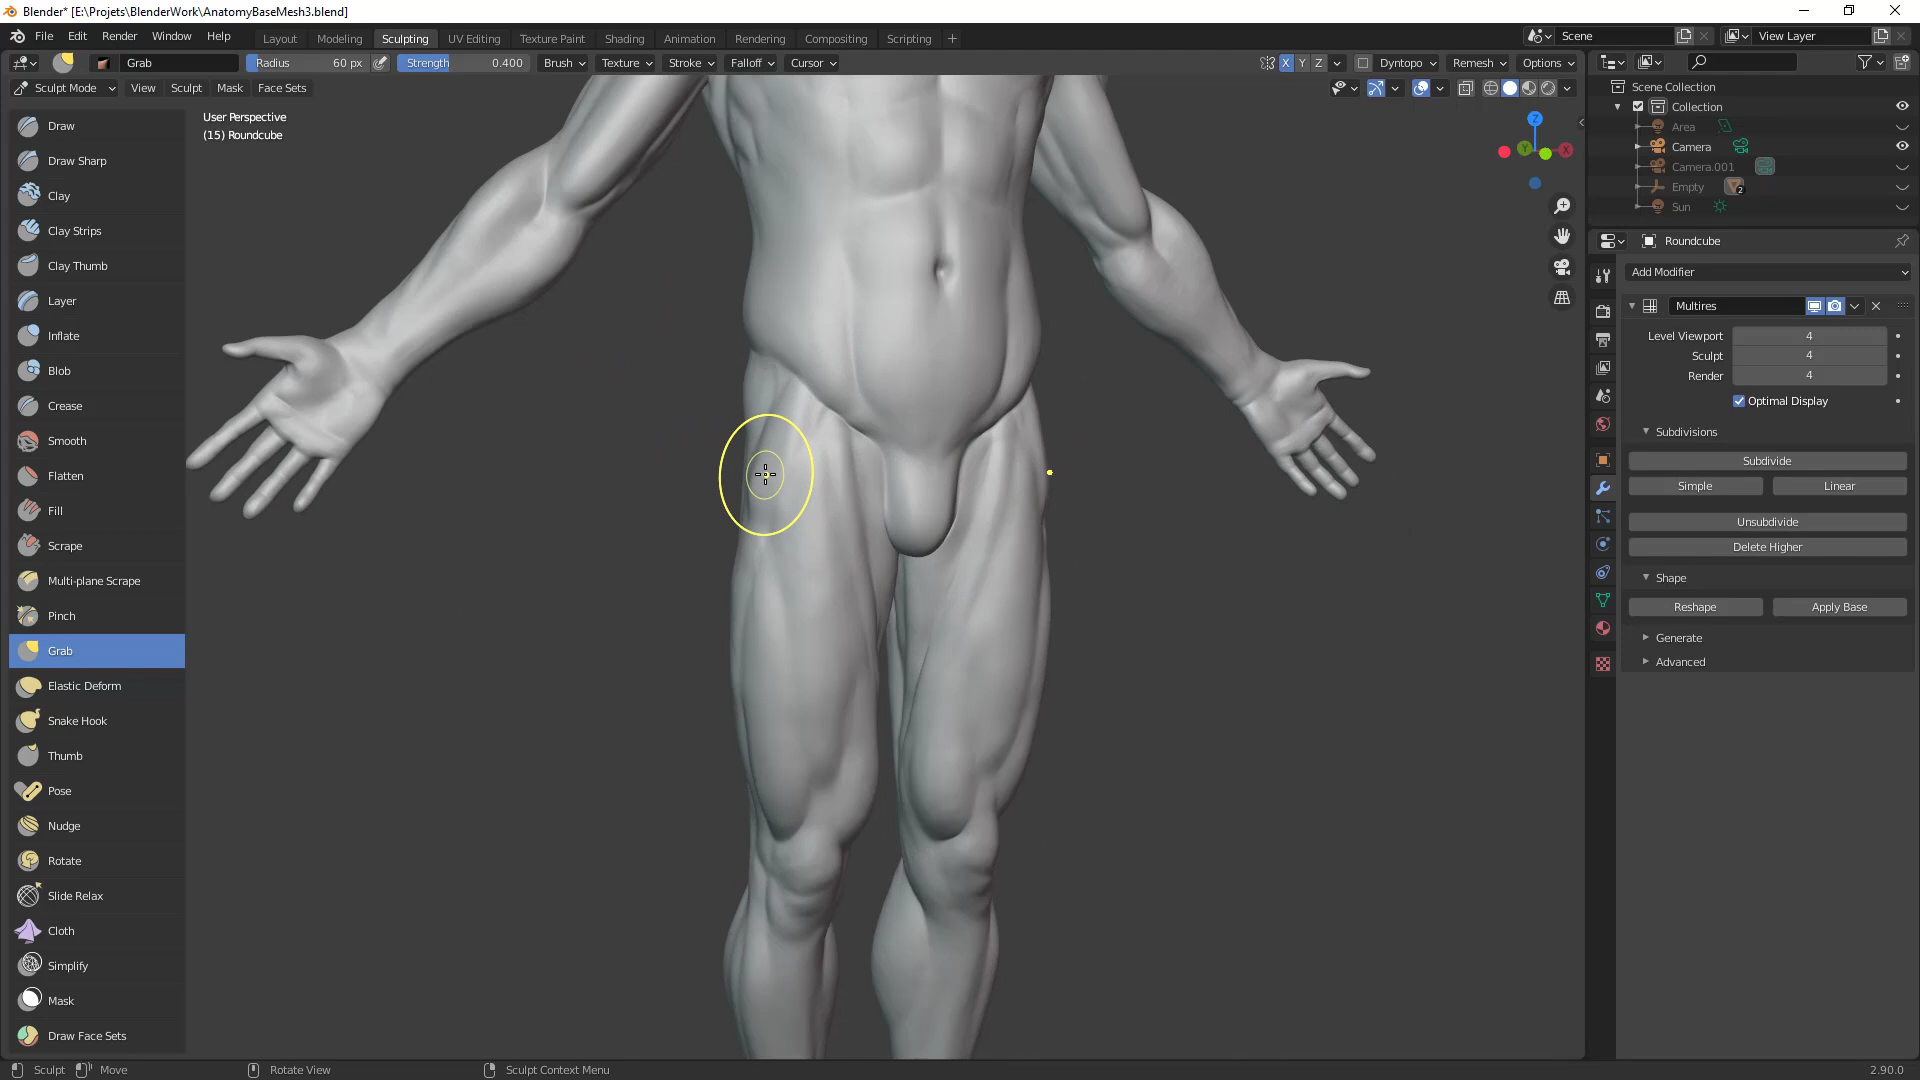 Blender* [E:\Projets\BlenderWork\AnatomyBaseMesh3.blend]
File Edit Render Window Help Layout Modeling Sculpting UV Editing Texture Paint Shading Animation Rendering Compositing Scripting + Scene View Layer
Grab Radius 60 px Strength 0.400 Brush Texture Stroke Falloff Cursor X Y Z Dyntopo Remesh Options
Sculpt Mode View Sculpt Mask Face Sets
User Perspective
(15) Roundcube
Draw
Draw Sharp
Clay
Clay Strips
Clay Thumb
Layer
Inflate
Blob
Crease
Smooth
Flatten
Fill
Scrape
Multi-plane Scrape
Pinch
Grab
Elastic Deform
Snake Hook
Thumb
Pose
Nudge
Rotate
Slide Relax
Cloth
Simplify
Mask
Draw Face Sets
Z
Y
X
Scene Collection
Collection
Area
Camera
Camera.001
Empty 2
Sun
Roundcube
Add Modifier
Multires
Level Viewport 4
Sculpt 4
Render 4
Optimal Display
Subdivisions
Subdivide
Simple Linear
Unsubdivide
Delete Higher
Shape
Reshape Apply Base
Generate
Advanced
Sculpt Move Rotate View Sculpt Context Menu 2.90.0